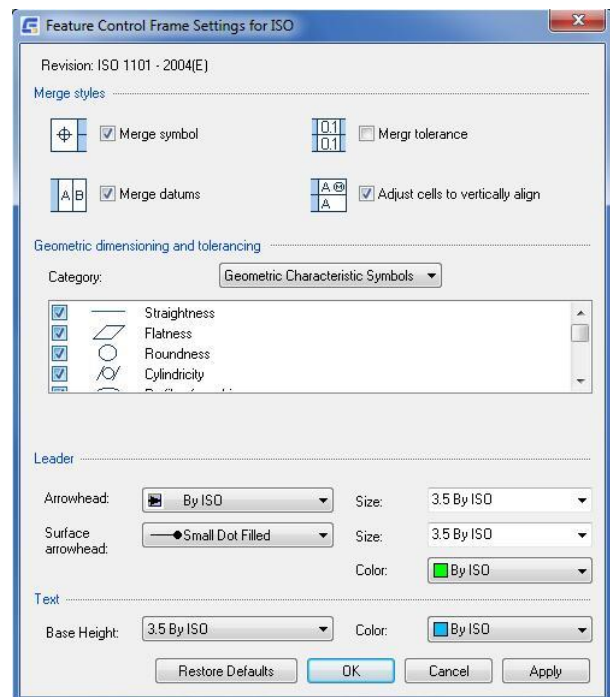 Feature Control Frame Settings for ISO
Revision: ISO 1101 - 2004(E)
Merge styles
Merge symbol
0.1
0.1
Mergr tolerance
A B
Merge datums
A M
A
Adjust cells to vertically align
Geometric dimensioning and tolerancing
Category:
Geometric Characteristic Symbols
Straightness
Flatness
Roundness
Cylindricity
Leader
Arrowhead:
By ISO
Size:
3.5 By ISO
Surface
arrowhead:
Small Dot Filled
Size:
3.5 By ISO
Color:
By ISO
Text
Base Height:
3.5 By ISO
Color:
By ISO
Restore Defaults
OK
Cancel
Apply